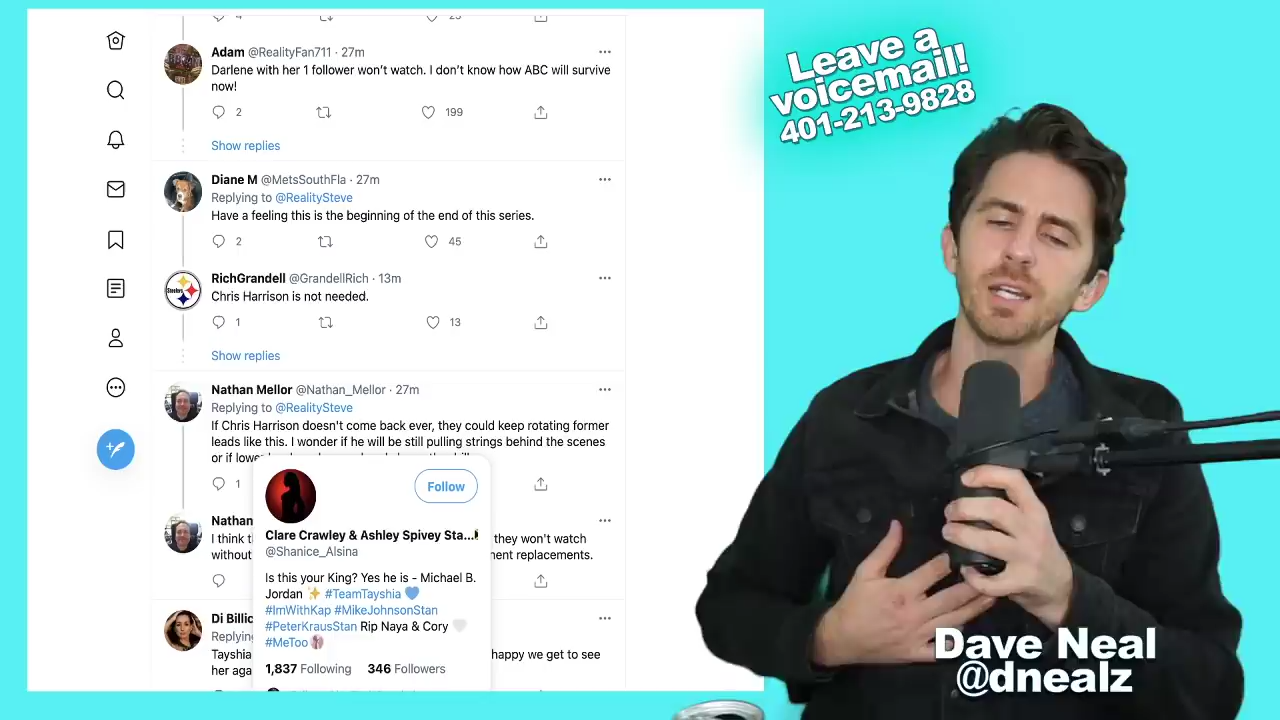 4
25
Adam @RealityFan711 · 27m
Darlene with her 1 follower won't watch. I don't know how ABC will survive
now!
2
199
Show replies
Diane M @MetsSouthFla · 27m
Replying to @RealitySteve
Have a feeling this is the beginning of the end of this series.
2
45
RichGrandell @GrandellRich · 13m
Chris Harrison is not needed.
1
13
Show replies
Nathan Mellor @Nathan_Mellor · 27m
Replying to @RealitySteve
If Chris Harrison doesn't come back ever, they could keep rotating former
leads like this. I wonder if he will be still pulling strings behind the scenes
or if
1
Follow
Clare Crawley & Ashley Spivey Sta...
@Shanice_Alsina
Is this your King? Yes he is - Michael B.
Jordan ✨ #TeamTayshia 💙
#ImWithKap #MikeJohnsonStan
#PeterKrausStan Rip Naya & Cory 🤍
#MeToo
1,837 Following 346 Followers
Nathan
I think they won't watch
without replacements.
Di
Tayshia happy we get to see
her
Leave a
voicemail!
401-213-9828
Steelers
Dave Neal
@dnealz